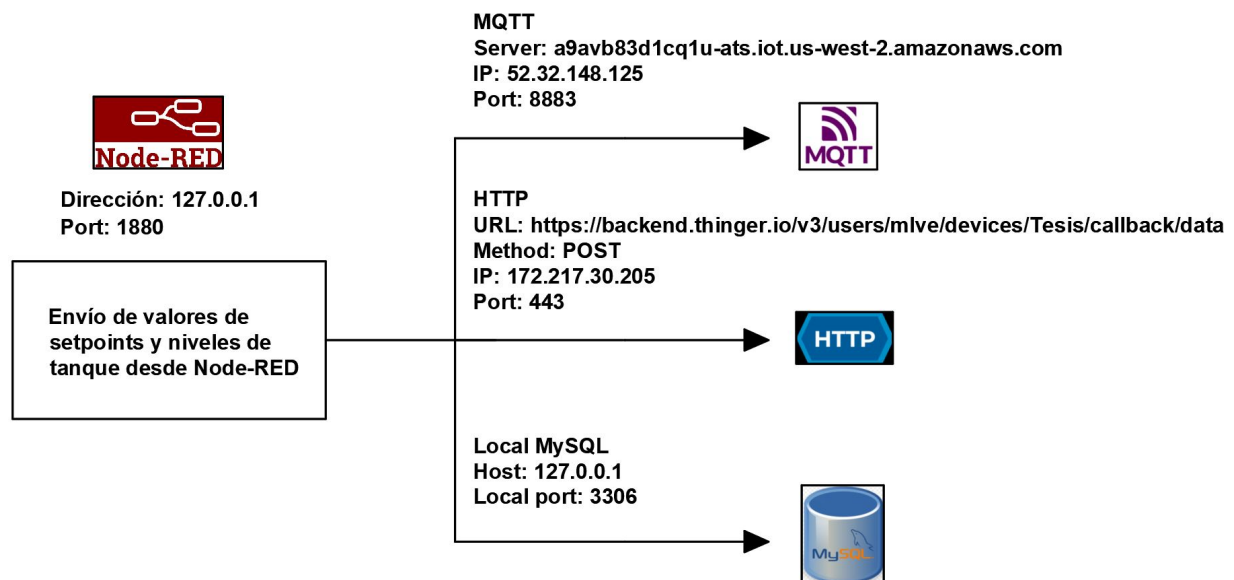 MQTT
Server: a9avb83d1cq1u-ats.iot.us-west-2.amazonaws.com
IP: 52.32.148.125
Port: 8883
Node-RED
MQTT
Dirección: 127.0.0.1
Port: 1880
HTTP
URL: https://backend.thinger.io/v3/users/mlve/devices/Tesis/callback/data
Method: POST
IP: 172.217.30.205
Port: 443
Envío de valores de
setpoints y niveles de
tanque desde Node-RED
HTTP
Local MySQL
Host: 127.0.0.1
Local port: 3306
MySQL